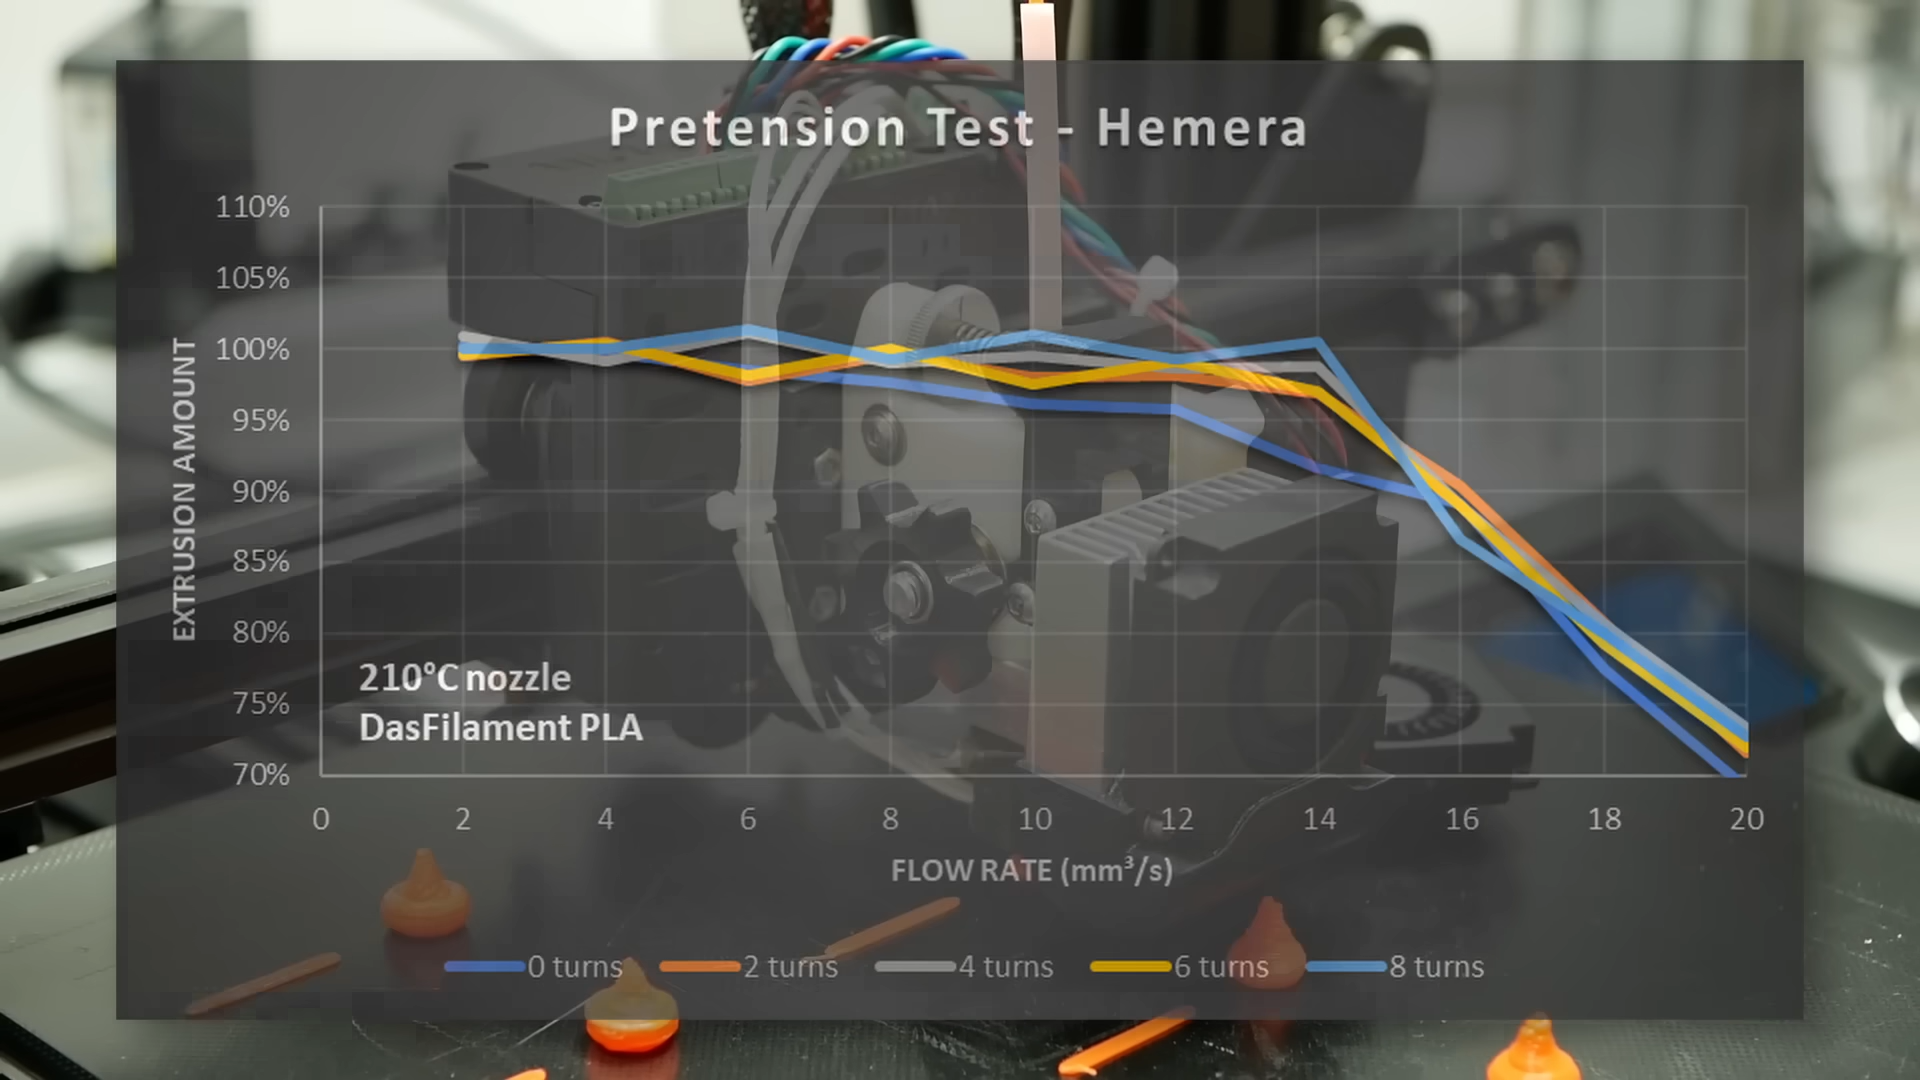 Pretension Test - Hemera
110%
105%
100%
95%
90%
85%
80%
75%
70%
EXTRUSION AMOUNT
210°C nozzle
DasFilament PLA
0 2 4 6 8 10 12 14 16 18 20
FLOW RATE (mm³/s)
0 turns 2 turns 4 turns 6 turns 8 turns